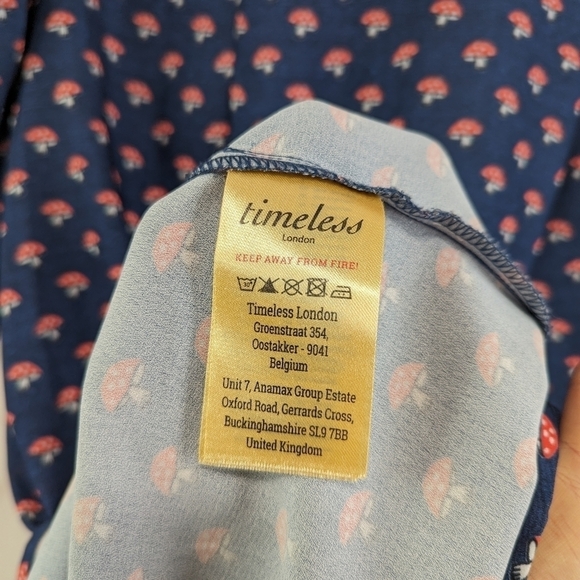 timeless
London
KEEP AWAY FROM FIRE!
Timeless London
Groenstraat 354,
Oostakker - 9041
Belgium
Unit 7, Anamax Group Estate
Oxford Road, Gerrards Cross,
Buckinghamshire SL9 7BB
United Kingdom